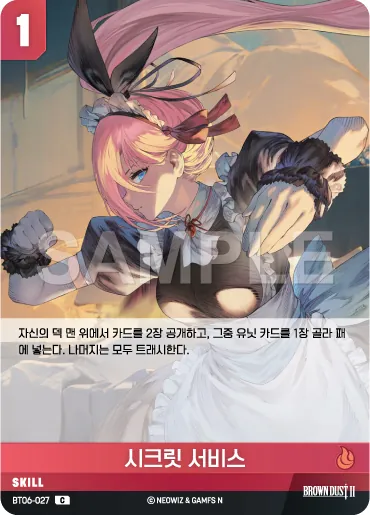 1
SAMPLE
자신의 덱 맨 위에서 카드를 2장 공개하고, 그중 유닛 카드를 1장 골라 패
에 넣는다. 나머지는 모두 트래시한다.
시크릿 서비스
SKILL
BT06-027 C
© NEOWIZ & GAMFS N
BROWN DUST II